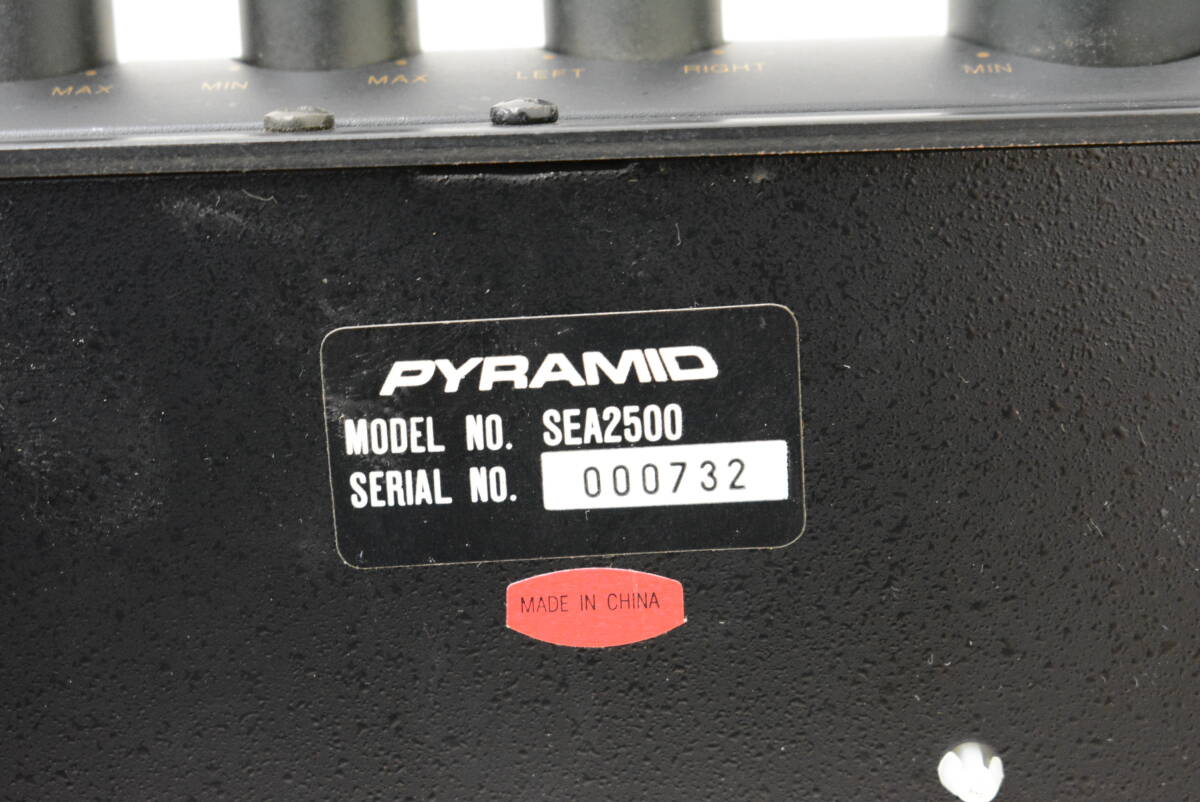 MAX MIN MAX LEFT RIGHT MIN
PYRAMID
MODEL NO. SEA2500
SERIAL NO. 000732
MADE IN CHINA